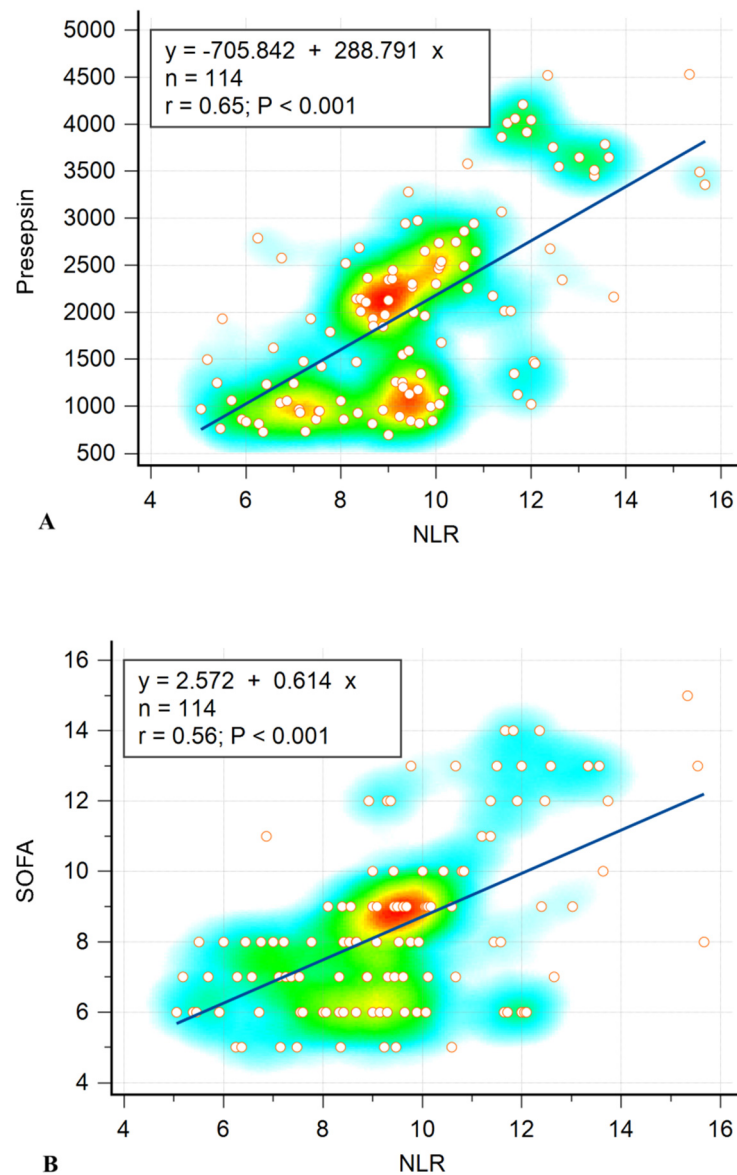 5000
4500
4000
3500
3000
2500
2000
1500
1000
500
Presepsin
y = -705.842 + 288.791 x
n = 114
r = 0.65; P < 0.001
4 6 8 10 12 14 16
NLR
A
16
14
12
10
8
6
4
SOFA
y = 2.572 + 0.614 x
n = 114
r = 0.56; P < 0.001
4 6 8 10 12 14 16
NLR
B